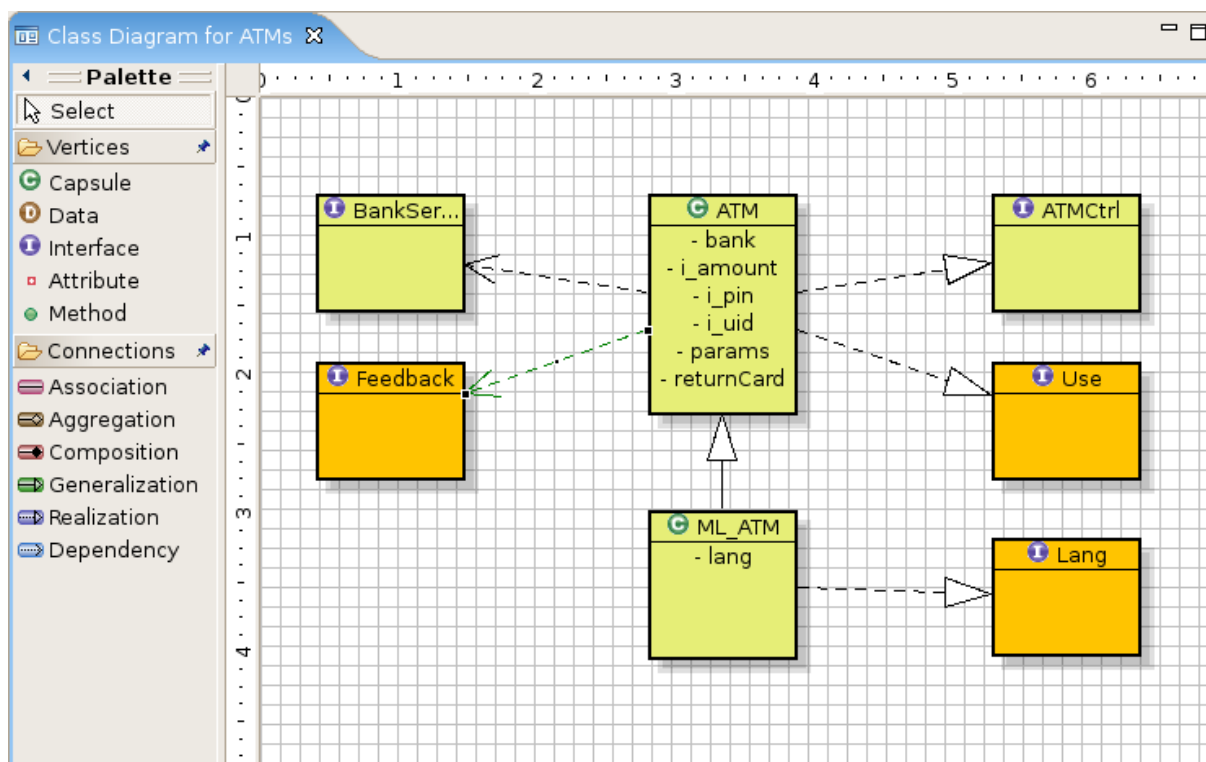 Class Diagram for ATMs
Palette
Select
Vertices
Capsule
Data
Interface
Attribute
Method
Connections
Association
Aggregation
Composition
Generalization
Realization
Dependency
0 1 2 3 4 5 6
0
1
2
3
4
I BankSer...
C ATM
- bank
- i_amount
- i_pin
- i_uid
- params
- returnCard
I ATMCtrl
I Feedback
I Use
C ML_ATM
- lang
I Lang